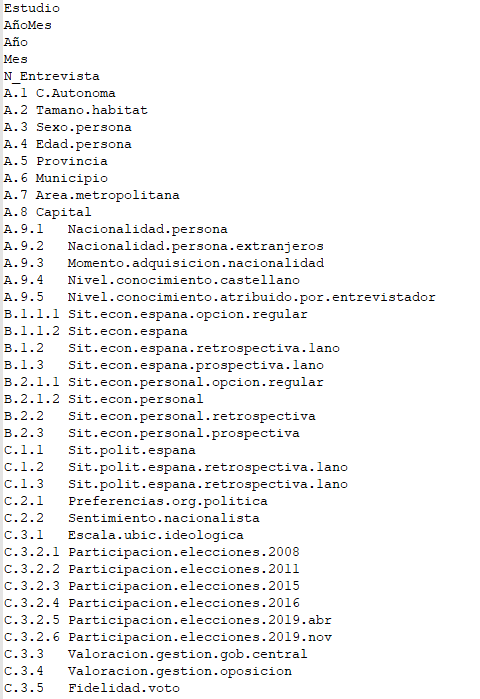 Estudio
AñoMes
Año
Mes
N_Entrevista
A.1 C.Autonoma
A.2 Tamano.habitat
A.3 Sexo.persona
A.4 Edad.persona
A.5 Provincia
A.6 Municipio
A.7 Area.metropolitana
A.8 Capital
A.9.1 Nacionalidad.persona
A.9.2 Nacionalidad.persona.extranjeros
A.9.3 Momento.adquisicion.nacionalidad
A.9.4 Nivel.conocimiento.castellano
A.9.5 Nivel.conocimiento.atribuido.por.entrevistador
B.1.1.1 Sit.econ.espana.opcion.regular
B.1.1.2 Sit.econ.espana
B.1.2 Sit.econ.espana.retrospectiva.lano
B.1.3 Sit.econ.espana.prospectiva.lano
B.2.1.1 Sit.econ.personal.opcion.regular
B.2.1.2 Sit.econ.personal
B.2.2 Sit.econ.personal.retrospectiva
B.2.3 Sit.econ.personal.prospectiva
C.1.1 Sit.polit.espana
C.1.2 Sit.polit.espana.retrospectiva.lano
C.1.3 Sit.polit.espana.retrospectiva.lano
C.2.1 Preferencias.org.politica
C.2.2 Sentimiento.nacionalista
C.3.1 Escala.ubic.ideologica
C.3.2.1 Participacion.elecciones.2008
C.3.2.2 Participacion.elecciones.2011
C.3.2.3 Participacion.elecciones.2015
C.3.2.4 Participacion.elecciones.2016
C.3.2.5 Participacion.elecciones.2019.abr
C.3.2.6 Participacion.elecciones.2019.nov
C.3.3 Valoracion.gestion.gob.central
C.3.4 Valoracion.gestion.oposicion
C.3.5 Fidelidad.voto